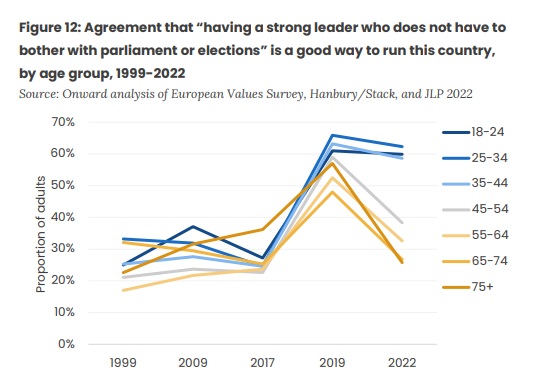 Figure 12: Agreement that “having a strong leader who does not have to
bother with parliament or elections” is a good way to run this country,
by age group, 1999-2022
Source: Onward analysis of European Values Survey, Hanbury/Stack, and JLP 2022
70%
60%
50%
40%
30%
20%
10%
0%
Proportion of adults
1999 2009 2017 2019 2022
18-24
25-34
35-44
45-54
55-64
65-74
75+